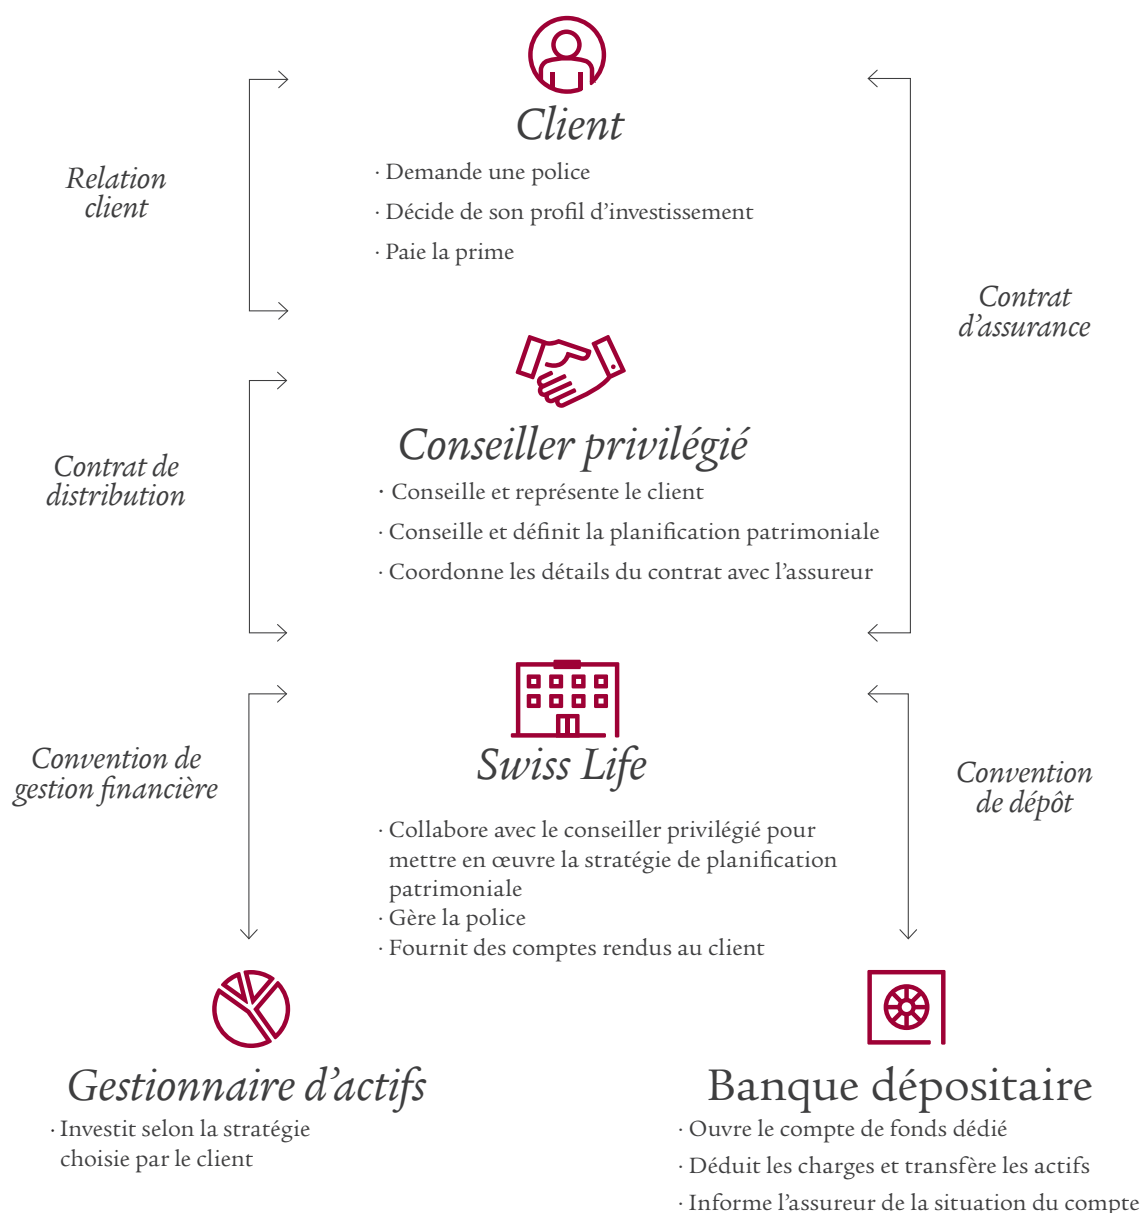 Client
· Demande une police
· Décide de son profil d’investissement
· Paie la prime
Relation
client
Contrat
d’assurance
Conseiller privilégié
· Conseille et représente le client
· Conseille et définit la planification patrimoniale
· Coordonne les détails du contrat avec l’assureur
Contrat de
distribution
Swiss Life
· Collabore avec le conseiller privilégié pour
mettre en œuvre la stratégie de planification
patrimoniale
· Gère la police
· Fournit des comptes rendus au client
Convention de
gestion financière
Convention
de dépôt
Gestionnaire d’actifs
· Investit selon la stratégie
choisie par le client
Banque dépositaire
· Ouvre le compte de fonds dédié
· Déduit les charges et transfère les actifs
· Informe l’assureur de la situation du compte